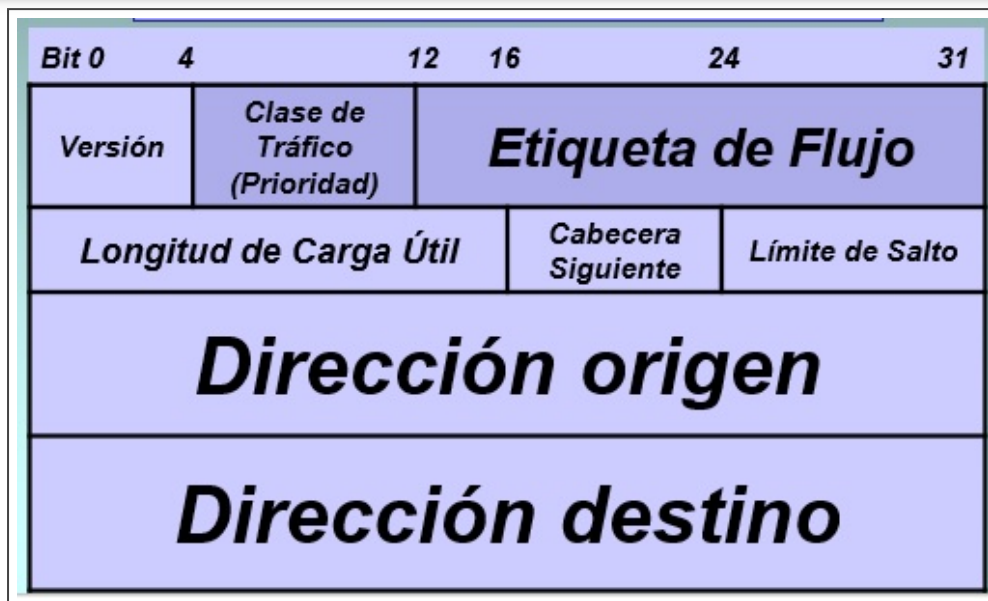 Bit 0 4 12 16 24 31
Versión
Clase de
Tráfico
(Prioridad)
Etiqueta de Flujo
Longitud de Carga Útil
Cabecera
Siguiente
Límite de Salto
Dirección origen
Dirección destino